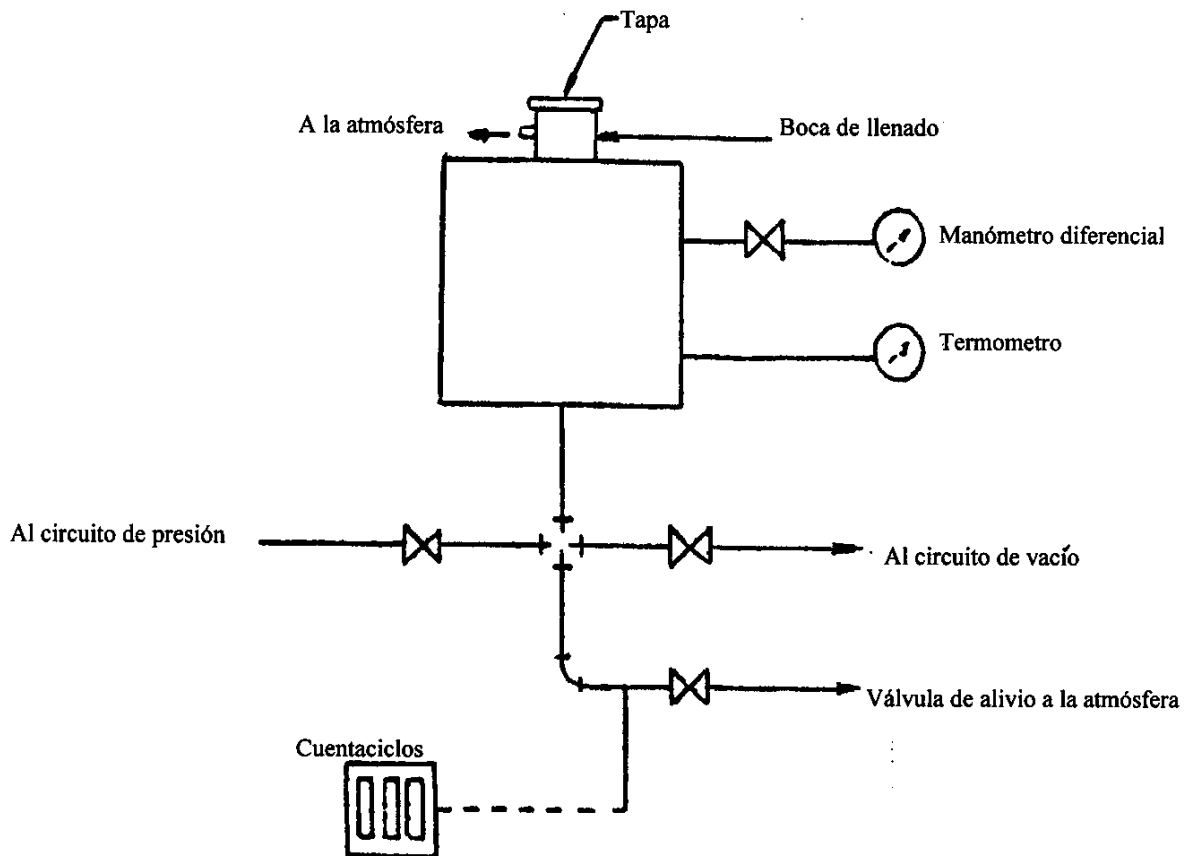 Tapa
A la atmósfera
Boca de llenado
Manómetro diferencial
Termometro
Al circuito de presión
Al circuito de vacío
Válvula de alivio a la atmósfera
Cuentaciclos